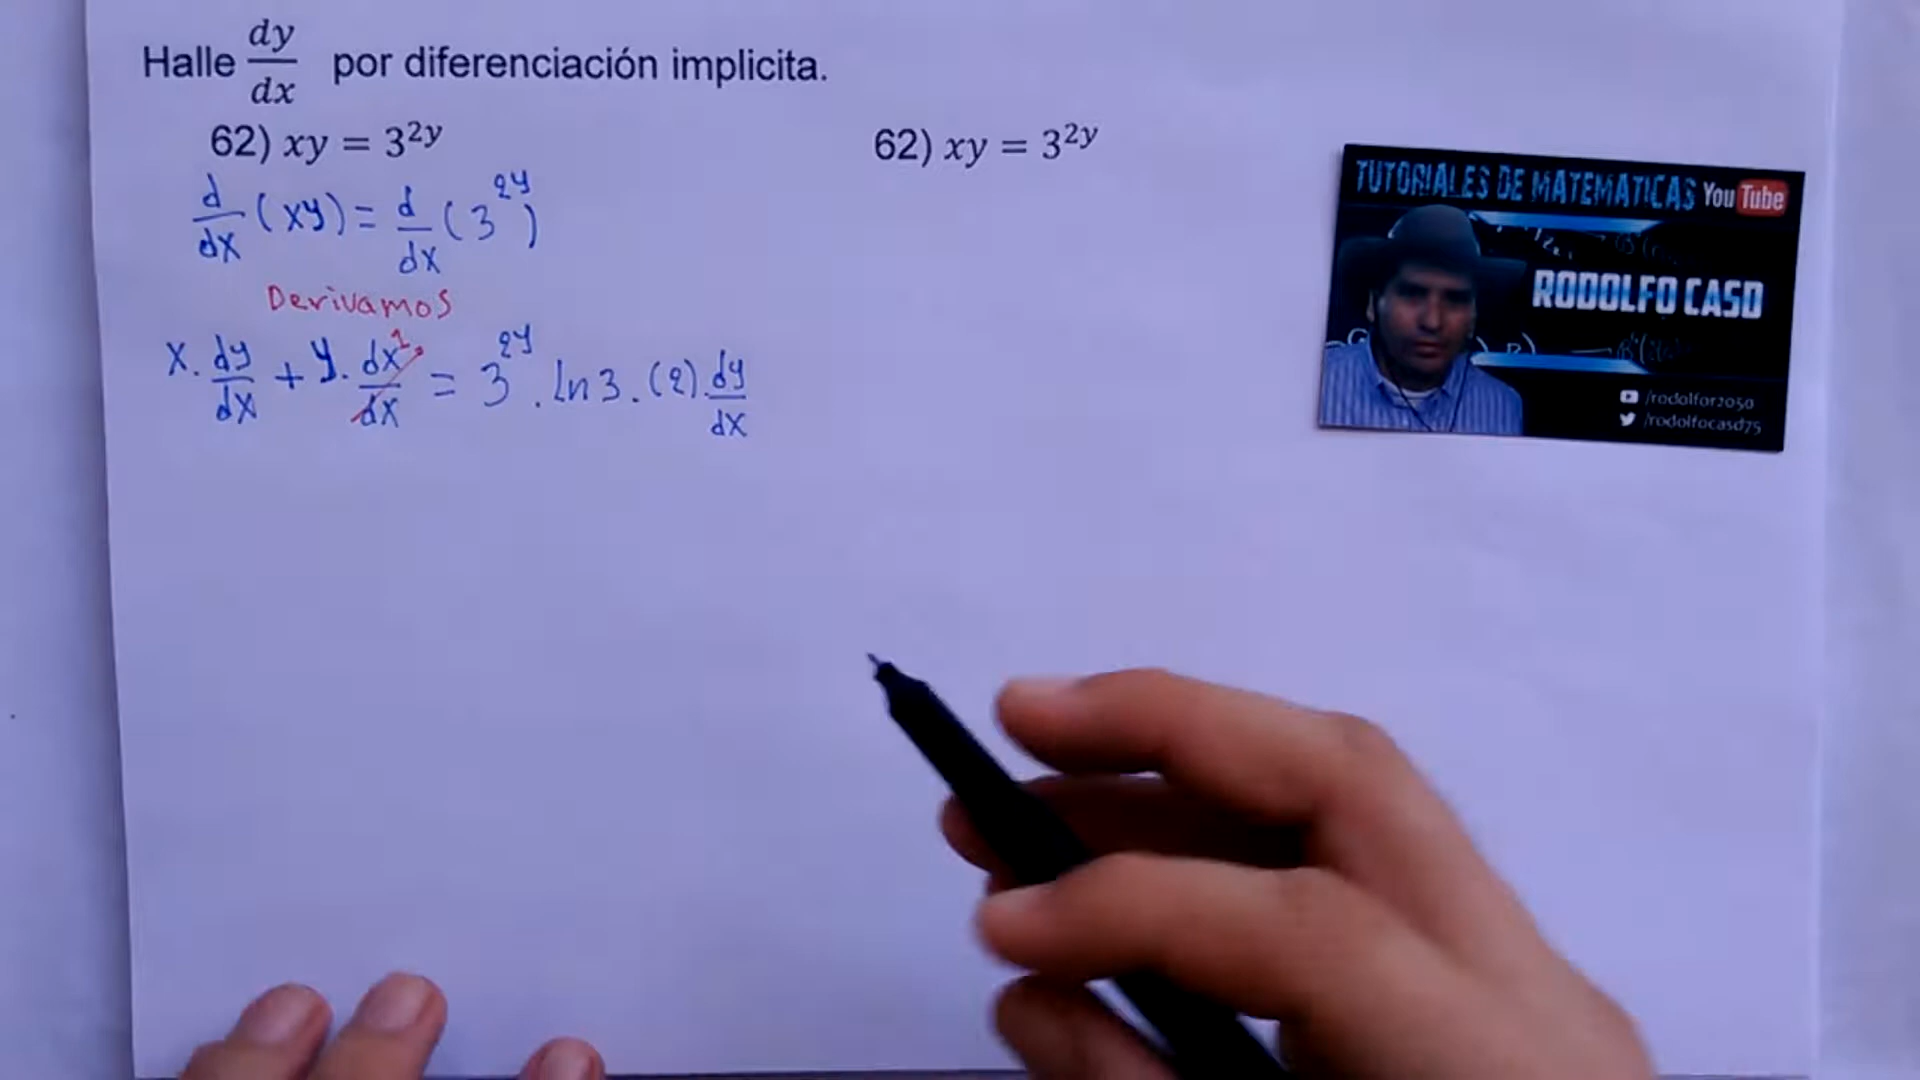 Halle dy/dx por diferenciación implicita.
62) xy = 3^{2y}
d/dx (xy) = d/dx (3^{2y})
Derivamos
x. dy/dx + y. dx/dx ^1 = 3^{2y} . ln 3 . (2). dy/dx
62) xy = 3^{2y}
TUTORIALES DE MATEMATICAS YouTube
RODOLFO CASD
/rodolfor2050
/rodolfocasd75